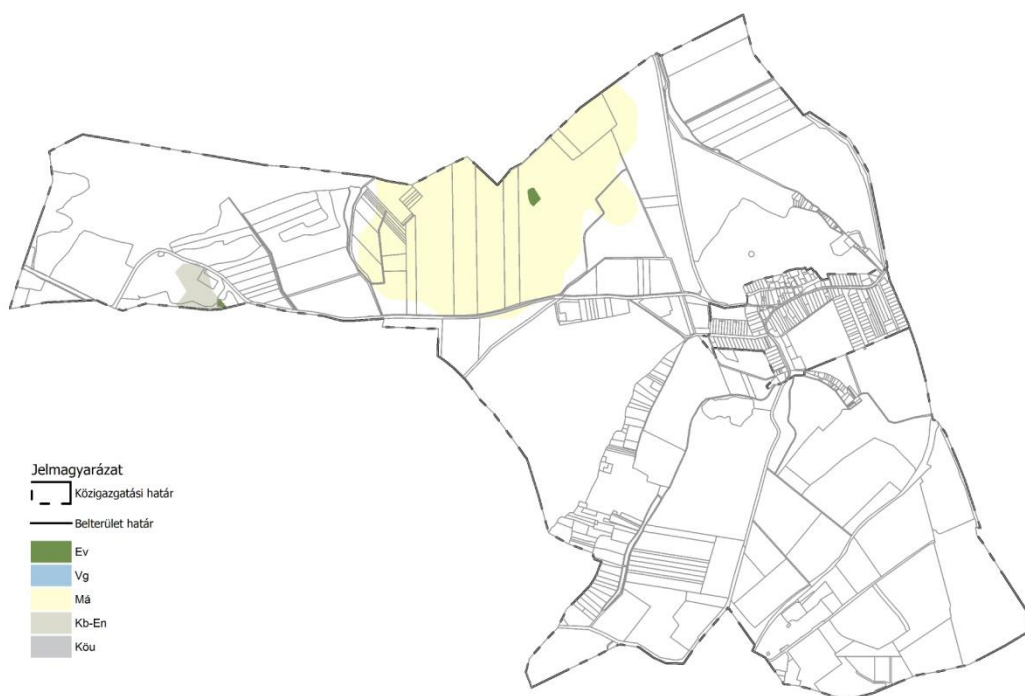 Jelmagyarázat
Közigazgatási határ
Belterület határ
Ev
Vg
Má
Kb-En
Köu